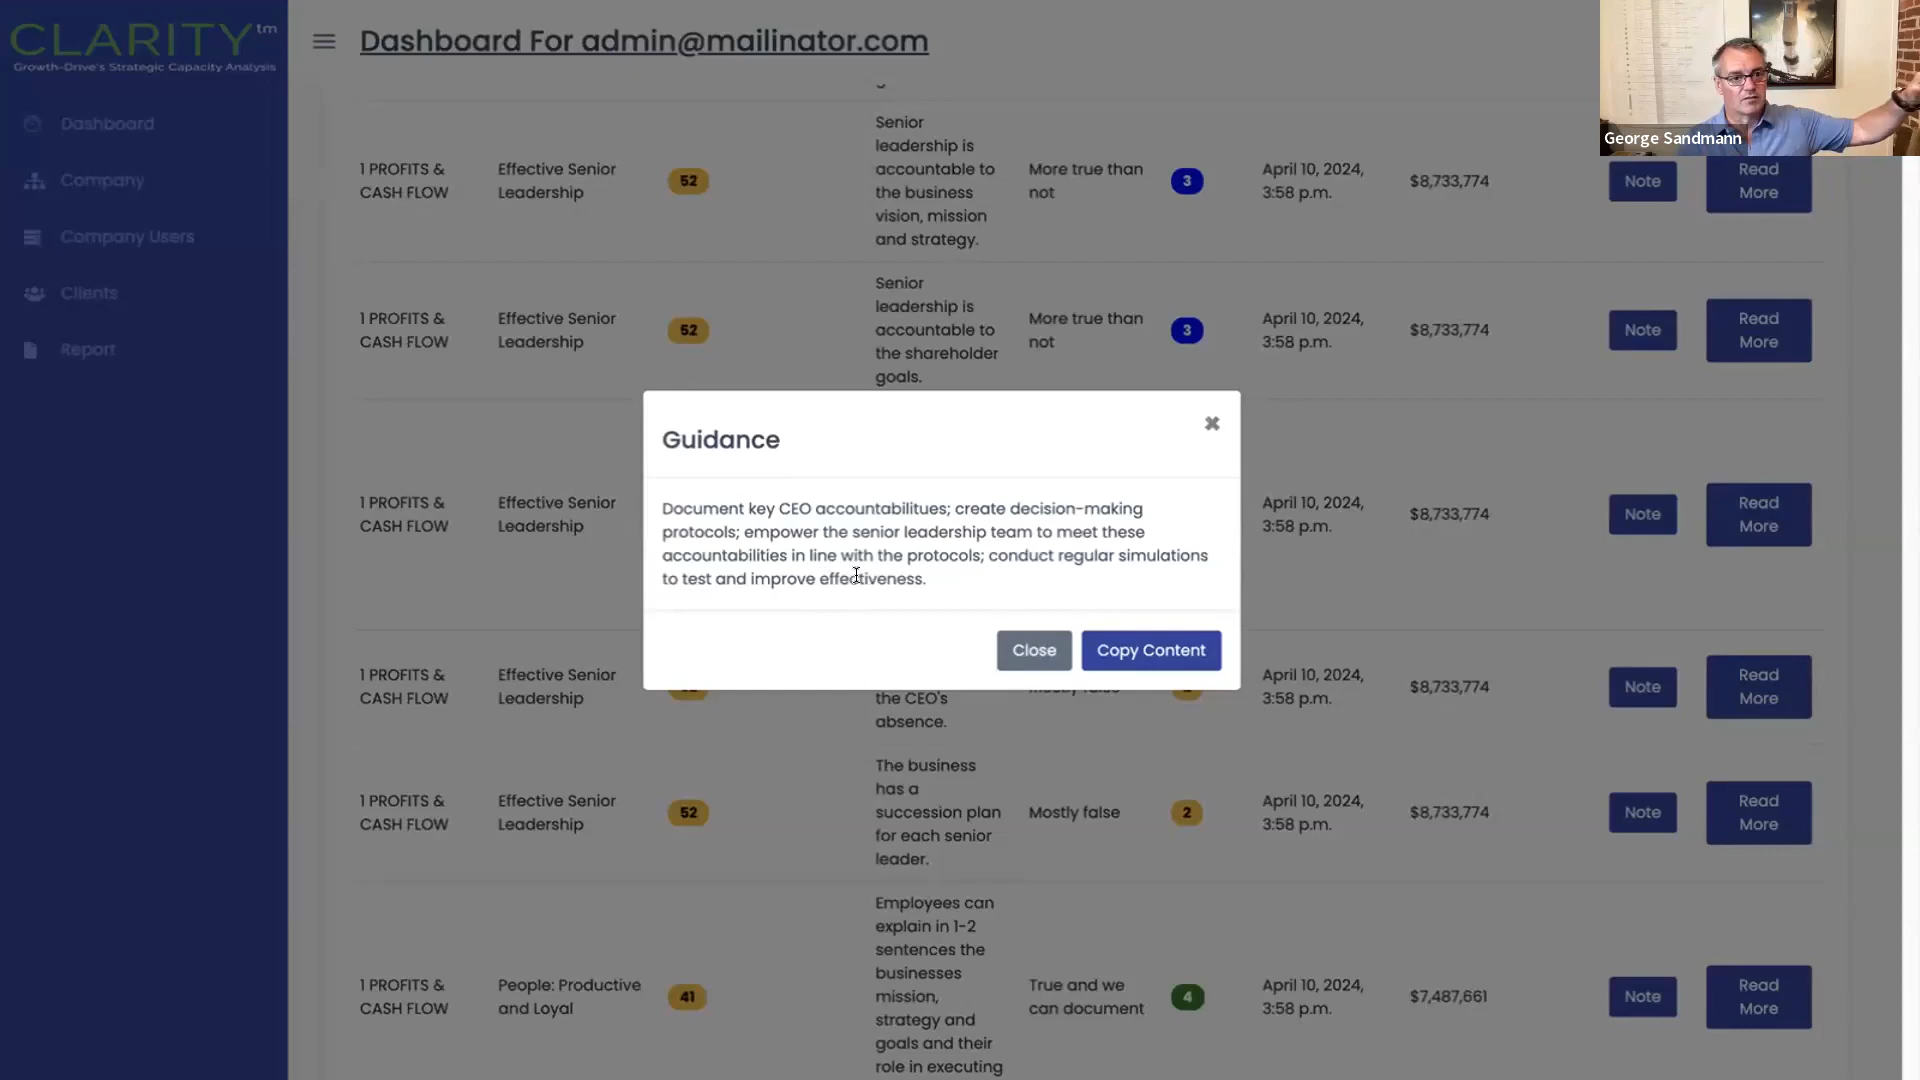 CLARITY™
Growth-Drive's Strategic Capacity Analysis
Dashboard
Company
Company Users
Clients
Report
Dashboard For admin@mailinator.com
George Sandmann
1 PROFITS &
CASH FLOW
Effective Senior
Leadership
52
Senior
leadership is
accountable to
the business
vision, mission
and strategy.
More true than
not
3
April 10, 2024,
3:58 p.m.
$8,733,774
Note
Read
More
1 PROFITS &
CASH FLOW
Effective Senior
Leadership
52
Senior
leadership is
accountable to
the shareholder
goals.
More true than
not
3
April 10, 2024,
3:58 p.m.
$8,733,774
Note
Read
More
1 PROFITS &
CASH FLOW
Effective Senior
Leadership
April 10, 2024,
3:58 p.m.
$8,733,774
Note
Read
More
Guidance
✖
Document key CEO accountabilitues; create decision-making
protocols; empower the senior leadership team to meet these
accountabilities in line with the protocols; conduct regular simulations
to test and improve effectiveness.
Close
Copy Content
1 PROFITS &
CASH FLOW
Effective Senior
Leadership
the CEO's
absence.
Mostly false
April 10, 2024,
3:58 p.m.
$8,733,774
Note
Read
More
1 PROFITS &
CASH FLOW
Effective Senior
Leadership
52
The business
has a
succession plan
for each senior
leader.
Mostly false
2
April 10, 2024,
3:58 p.m.
$8,733,774
Note
Read
More
1 PROFITS &
CASH FLOW
People: Productive
and Loyal
41
Employees can
explain in 1-2
sentences the
businesses
mission,
strategy and
goals and their
role in executing
True and we
can document
4
April 10, 2024,
3:58 p.m.
$7,487,661
Note
Read
More